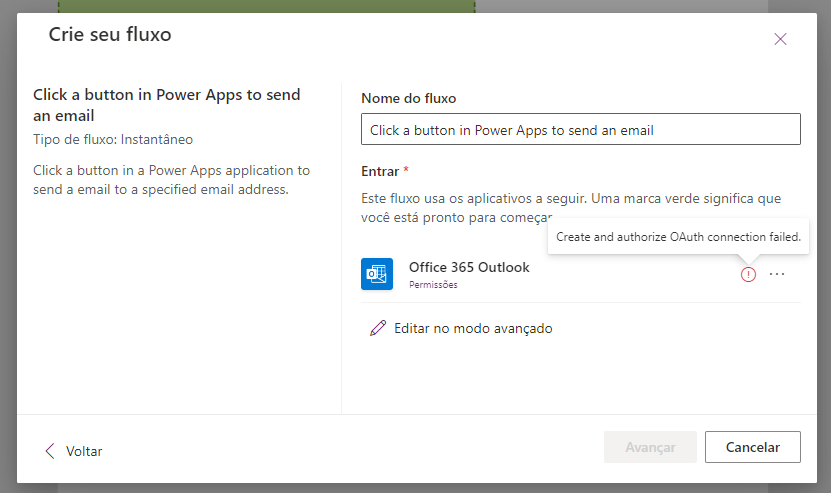 Crie seu fluxo
Click a button in Power Apps to send
an email
Tipo de fluxo: Instantâneo
Click a button in a Power Apps application to
send a email to a specified email address.
Nome do fluxo
Click a button in Power Apps to send an email
Entrar *
Este fluxo usa os aplicativos a seguir. Uma marca verde significa que
você está pronto para começar
Create and authorize OAuth connection failed.
Office 365 Outlook
Permissões
Editar no modo avançado
Voltar
Avançar
Cancelar